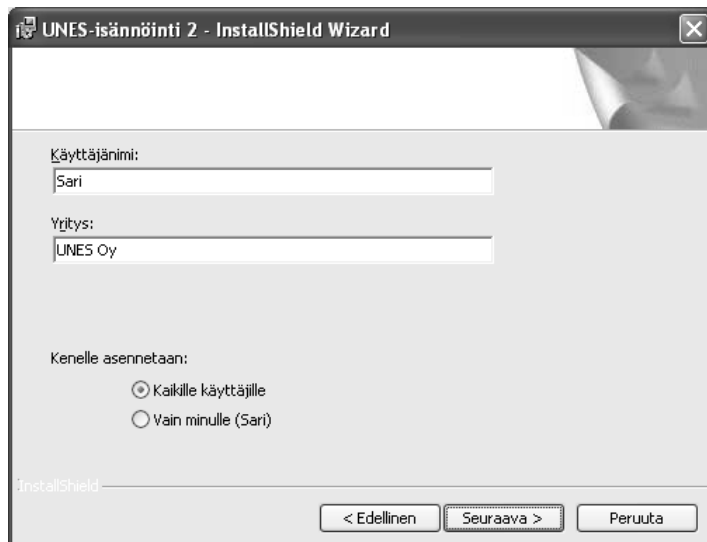 UNES-isännöinti 2 - InstallShield Wizard
Käyttäjänimi:
Sari
Yritys:
UNES Oy
Kenelle asennetaan:
Kaikille käyttäjille
Vain minulle (Sari)
InstallShield
< Edellinen Seuraava > Peruuta